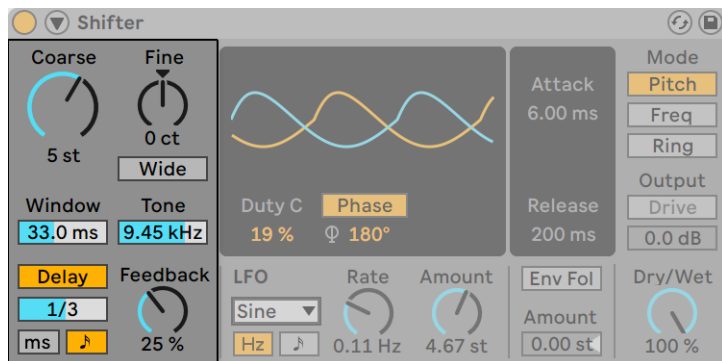 Shifter
Coarse Fine
5 st 0 ct
Wide
Window Tone
33.0 ms 9.45 kHz
Delay Feedback
1/3
ms ♪ 25 %
Duty C Phase
19 % Φ 180°
Attack
6.00 ms
Release
200 ms
LFO Rate Amount
Sine
Hz ♪ 0.11 Hz 4.67 st
Env Fol
Amount
0.00 st
Mode
Pitch
Freq
Ring
Output
Drive
0.0 dB
Dry/Wet
100 %